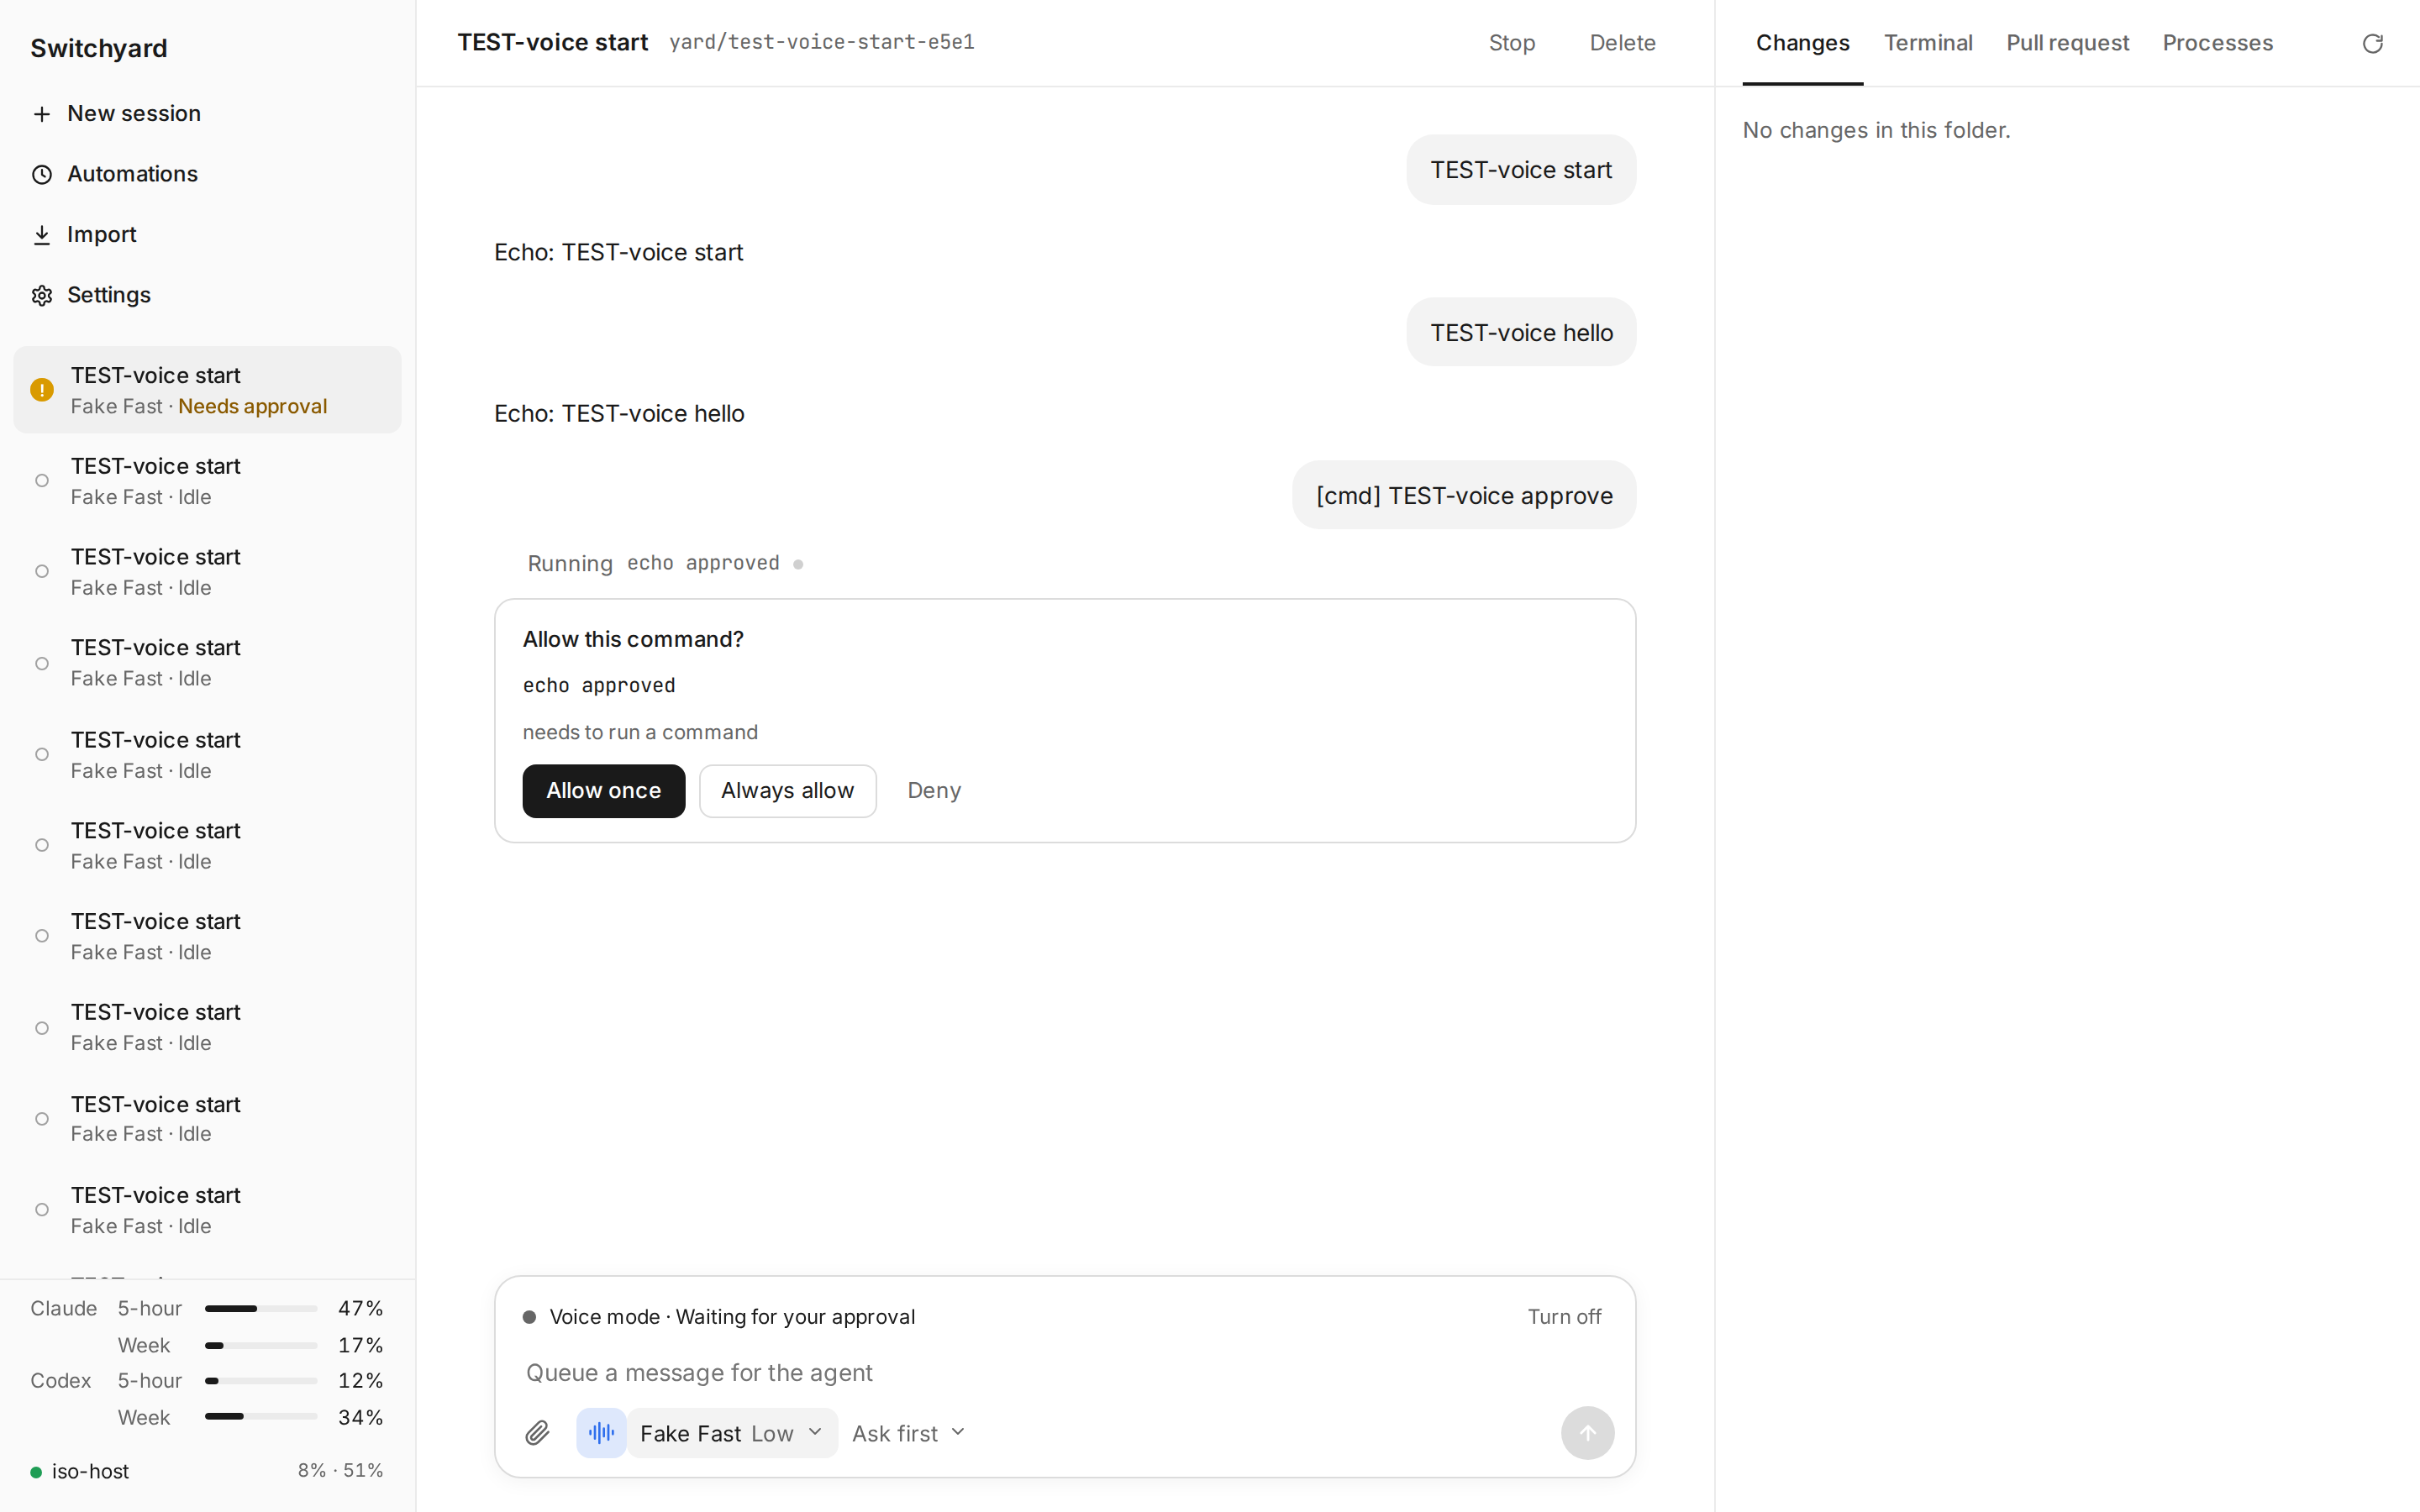 Switchyard
New session
Automations
Import
Settings
TEST-voice start
Fake Fast · Needs approval
TEST-voice start
Fake Fast · Idle
TEST-voice start
Fake Fast · Idle
TEST-voice start
Fake Fast · Idle
TEST-voice start
Fake Fast · Idle
TEST-voice start
Fake Fast · Idle
TEST-voice start
Fake Fast · Idle
TEST-voice start
Fake Fast · Idle
TEST-voice start
Fake Fast · Idle
TEST-voice start
Fake Fast · Idle
Claude 5-hour 47%
Week 17%
Codex 5-hour 12%
Week 34%
iso-host 8% · 51%
TEST-voice start yard/test-voice-start-e5e1 Stop Delete
TEST-voice start
Echo: TEST-voice start
TEST-voice hello
Echo: TEST-voice hello
[cmd] TEST-voice approve
Running echo approved
Allow this command?
echo approved
needs to run a command
Allow once Always allow Deny
Voice mode · Waiting for your approval Turn off
Queue a message for the agent
Fake Fast Low Ask first
Changes Terminal Pull request Processes
No changes in this folder.